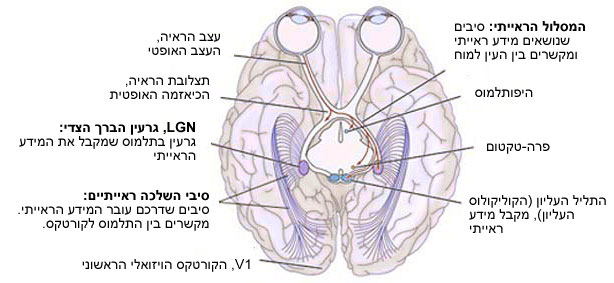 המסלול הראייתי: סיבים
שנושאים מידע ראייתי
ומקשרים בין העין למוח
היפותלמוס
פרה-טקטום
התליל העליון (הקוליקולוס
העליון), מקבל מידע
ראייתי
עצב הראיה,
העצב האופטי
תצלובת הראיה,
הכיאזמה האופטית
LGN, גרעין הברך הצדי:
גרעין בתלמוס שמקבל את המידע
הראייתי
סיבי השלכה ראייתיים:
סיבים שדרכם עובר המידע הראייתי.
מקשרים בין התלמוס לקורטקס.
V1, הקורטקס הויזואלי הראשוני